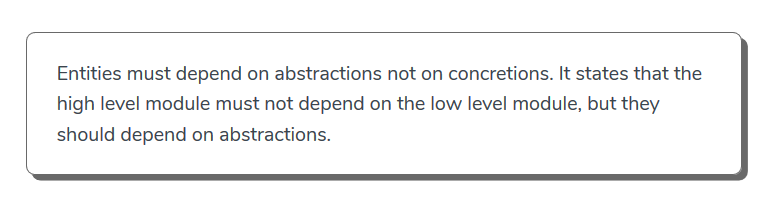 Entities must depend on abstractions not on concretions. It states that the
high level module must not depend on the low level module, but they
should depend on abstractions.